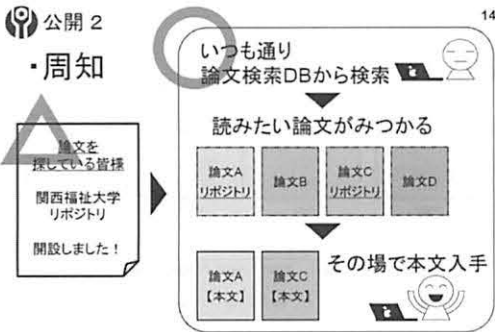 公開２
14
・周知
論文を
探している皆様
関西福祉大学
リポジトリ
開設しました！
いつも通り
論文検索DBから検索
読みたい論文がみつかる
論文A
リポジトリ
論文B
論文C
リポジトリ
論文D
論文A
【本文】
論文C
【本文】
その場で本文入手